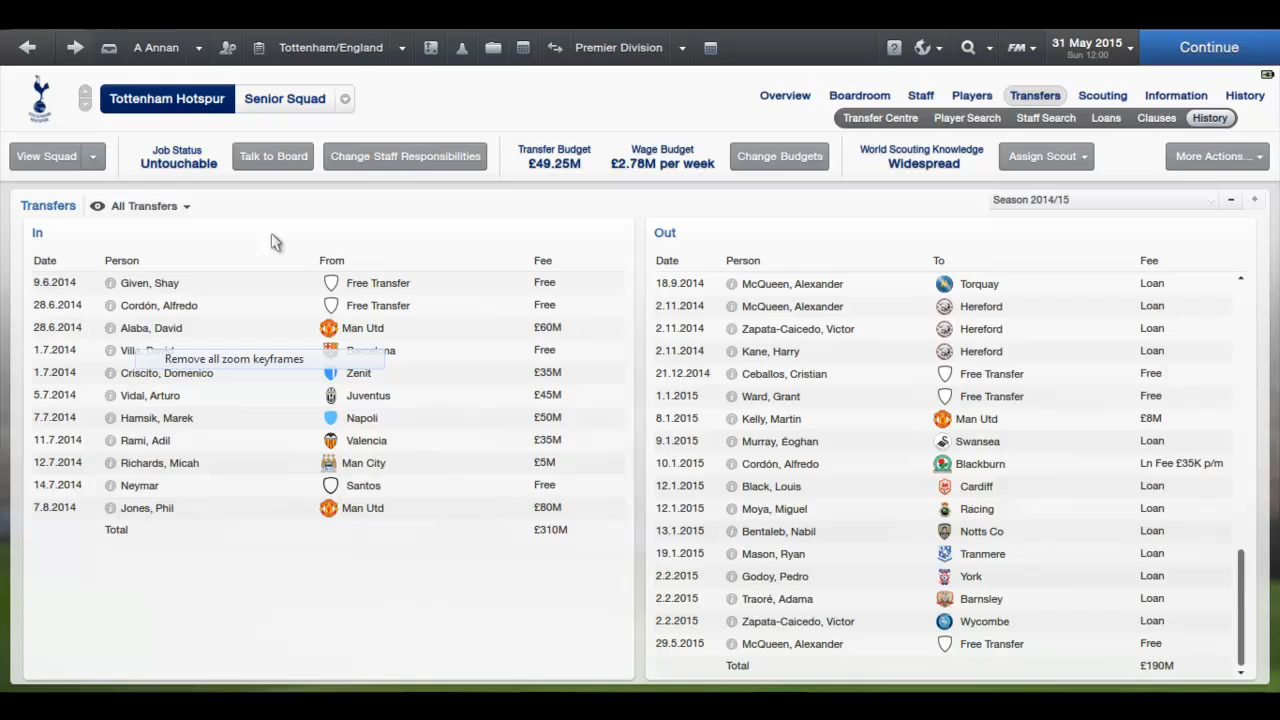 A Annan Tottenham/England Premier Division FM 31 May 2015 Continue
Sun 12:00
Tottenham Hotspur Senior Squad
Overview Boardroom Staff Players Transfers Scouting Information History
Transfer Centre Player Search Staff Search Loans Clauses History
View Squad Job Status Untouchable Talk to Board Change Staff Responsibilities Transfer Budget £49.25M Wage Budget £2.78M per week Change Budgets World Scouting Knowledge Widespread Assign Scout More Actions...
Transfers All Transfers Season 2014/15
In
Date Person From Fee
9.6.2014 Given, Shay Free Transfer Free
28.6.2014 Cordón, Alfredo Free Transfer Free
28.6.2014 Alaba, David Man Utd £60M
1.7.2014 Villa, David Barcelona Free
Remove all zoom keyframes
1.7.2014 Criscito, Domenico Zenit £35M
5.7.2014 Vidal, Arturo Juventus £45M
7.7.2014 Hamsik, Marek Napoli £50M
11.7.2014 Rami, Adil Valencia £35M
12.7.2014 Richards, Micah Man City £5M
14.7.2014 Neymar Santos Free
7.8.2014 Jones, Phil Man Utd £80M
Total £310M
Out
Date Person To Fee
18.9.2014 McQueen, Alexander Torquay Loan
2.11.2014 McQueen, Alexander Hereford Loan
2.11.2014 Zapata-Caicedo, Victor Hereford Loan
2.11.2014 Kane, Harry Hereford Loan
21.12.2014 Ceballos, Cristian Free Transfer Free
1.1.2015 Ward, Grant Free Transfer Free
8.1.2015 Kelly, Martin Man Utd £8M
9.1.2015 Murray, Éoghan Swansea Loan
10.1.2015 Cordón, Alfredo Blackburn Ln Fee £35K p/m
12.1.2015 Black, Louis Cardiff Loan
12.1.2015 Moya, Miguel Racing Loan
13.1.2015 Bentaleb, Nabil Notts Co Loan
19.1.2015 Mason, Ryan Tranmere Loan
2.2.2015 Godoy, Pedro York Loan
2.2.2015 Traoré, Adama Barnsley Loan
2.2.2015 Zapata-Caicedo, Victor Wycombe Loan
29.5.2015 McQueen, Alexander Free Transfer Free
Total £190M